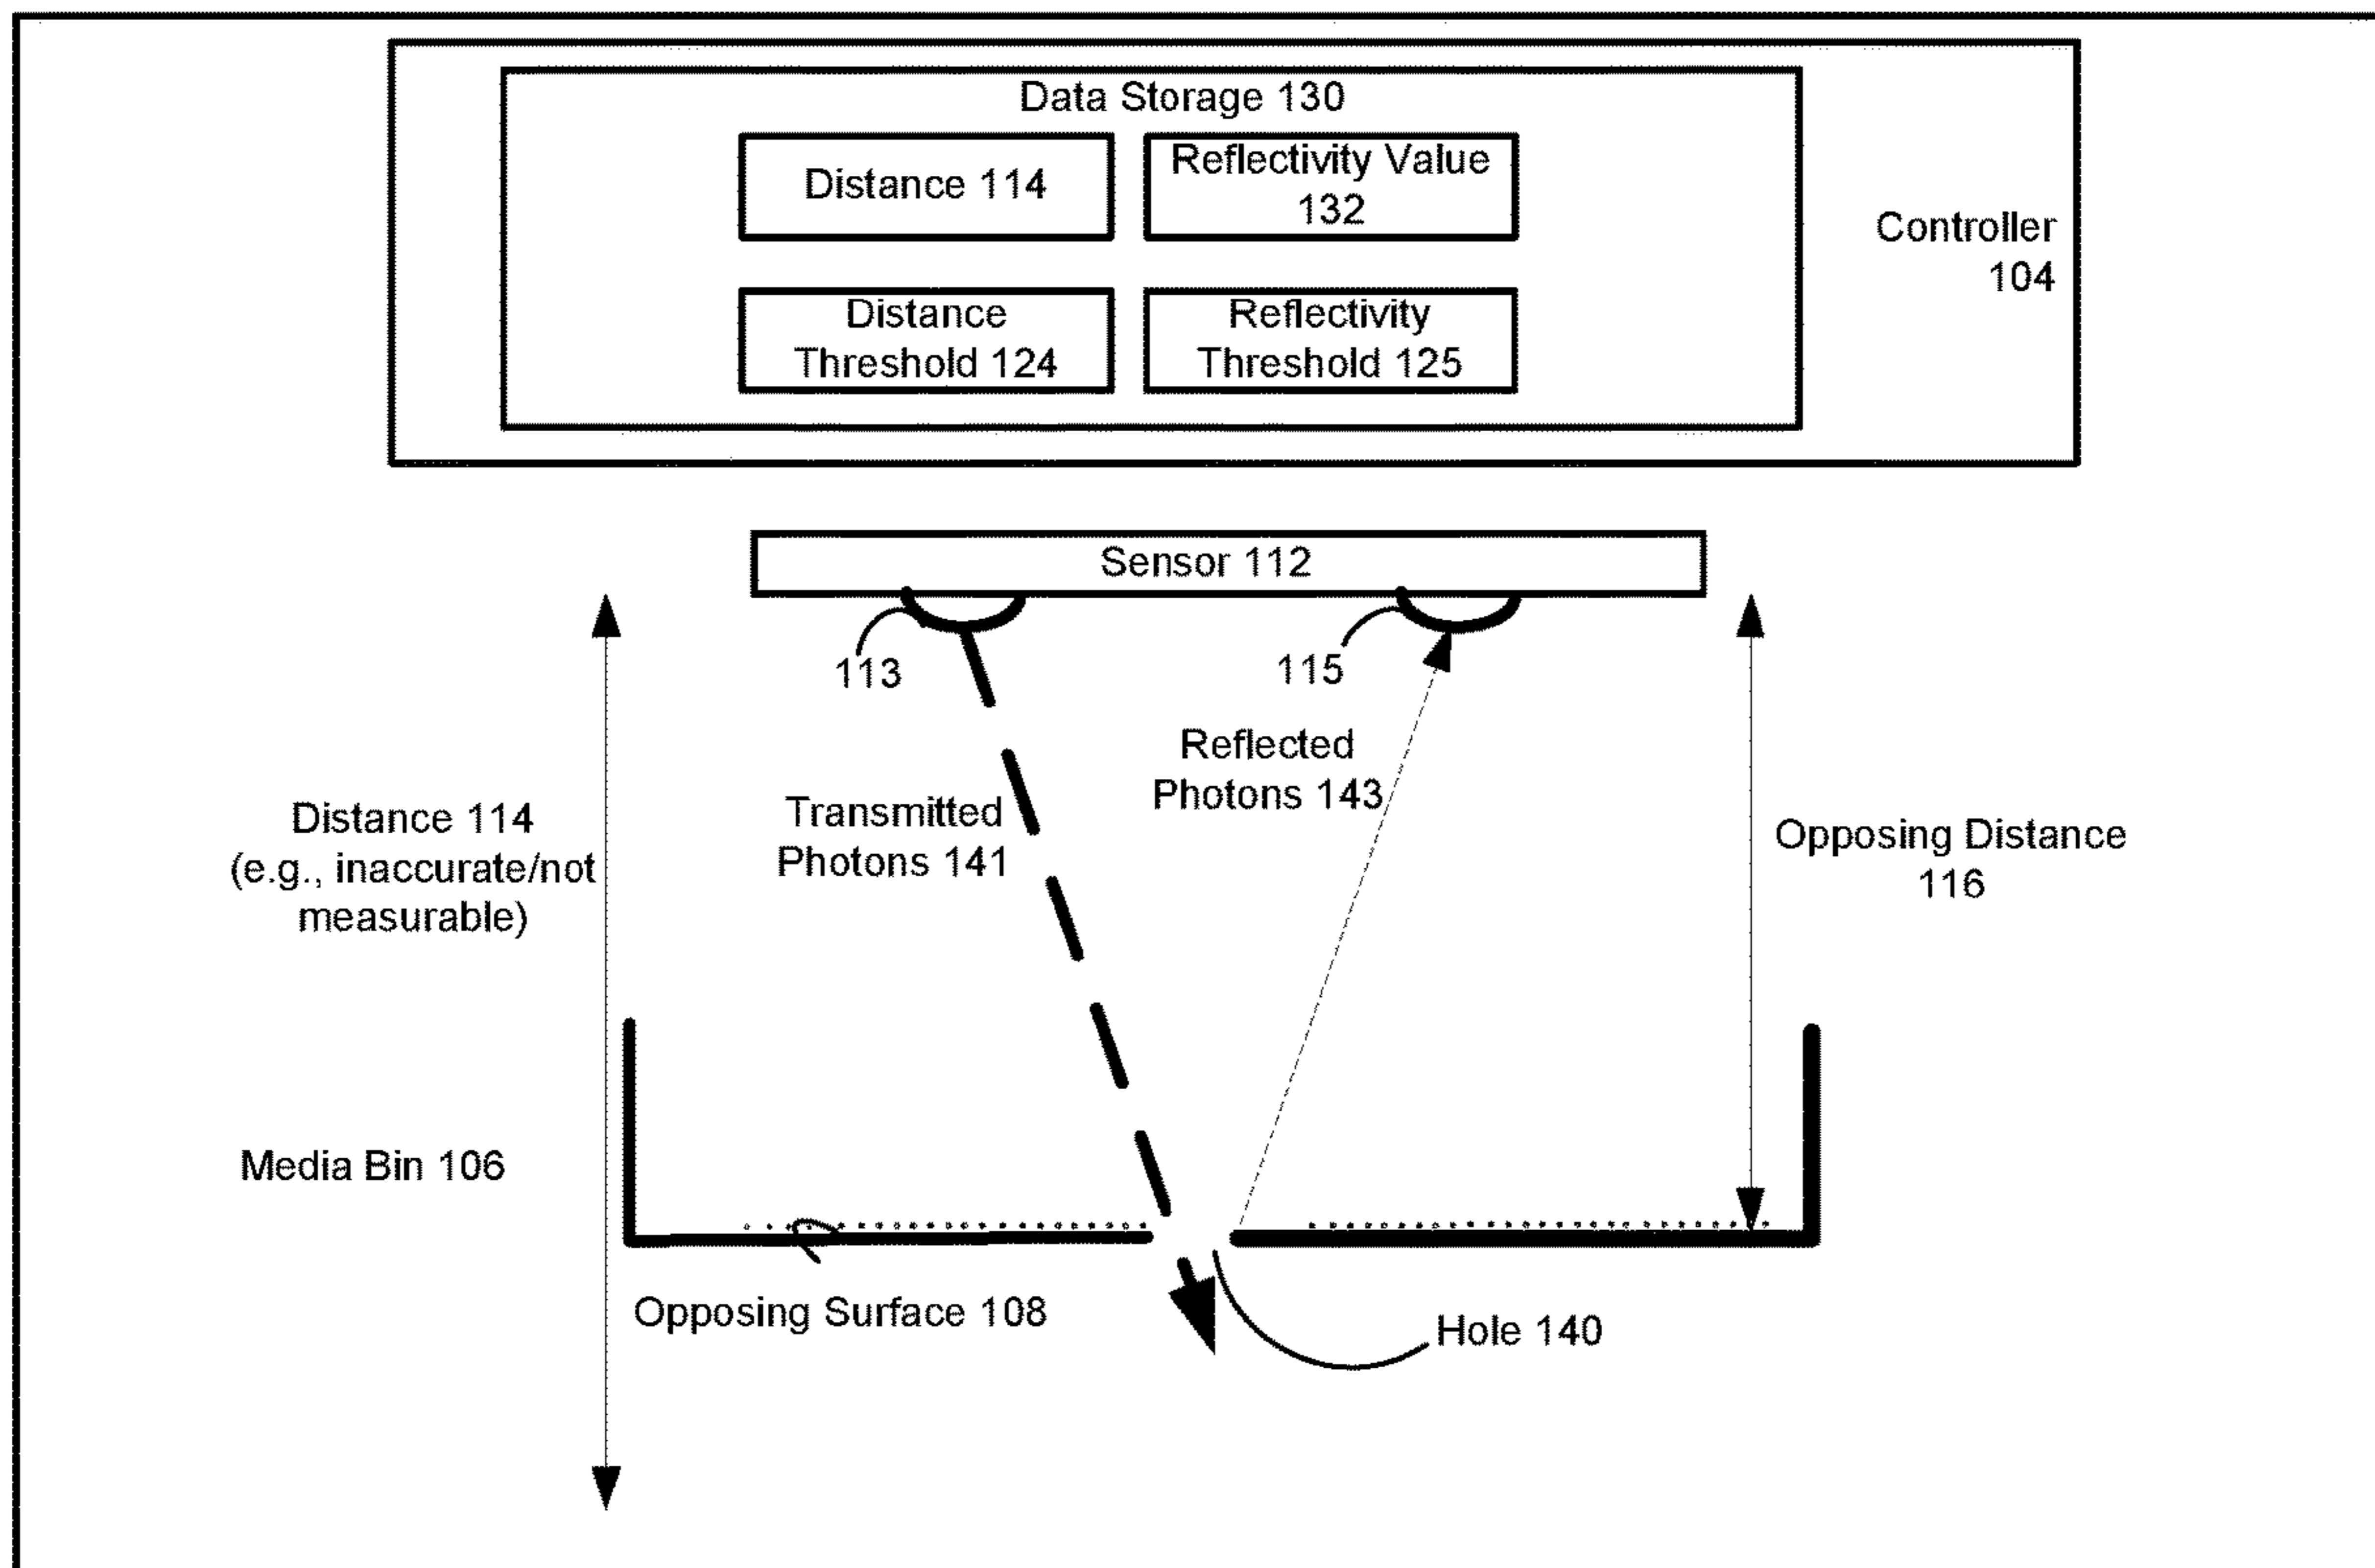 Data Storage 130
Distance 114
Reflectivity Value
132
Distance
Threshold 124
Reflectivity
Threshold 125
Controller
104
Sensor 112
113
115
Transmitted
Photons 141
Reflected
Photons 143
Distance 114
(e.g., inaccurate/not
measurable)
Opposing Distance
116
Media Bin 106
Opposing Surface 108
Hole 140